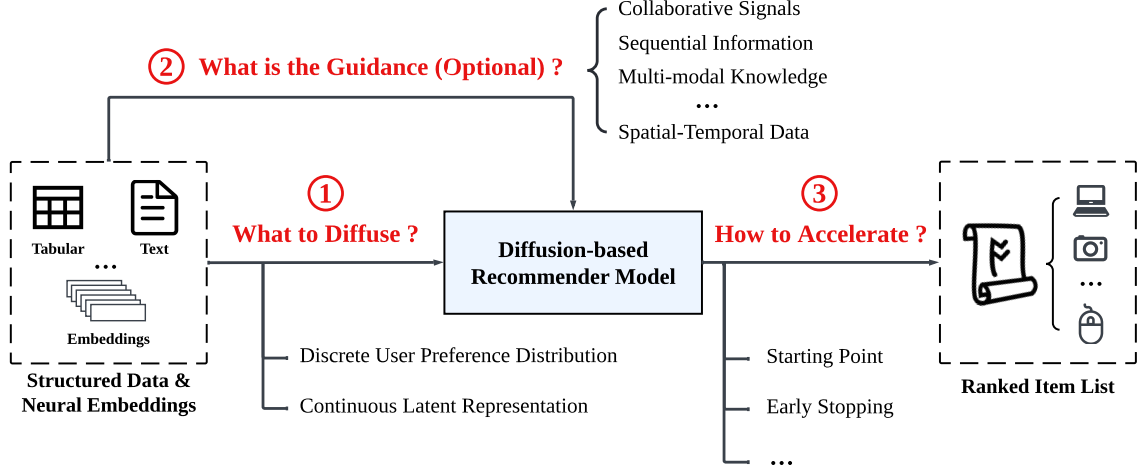 Collaborative Signals
Sequential Information
② What is the Guidance (Optional) ?
Multi-modal Knowledge
...
Spatial-Temporal Data
Tabular
Text
...
Embeddings
Structured Data &
Neural Embeddings
①
What to Diffuse ?
Discrete User Preference Distribution
Continuous Latent Representation
Diffusion-based
Recommender Model
③
How to Accelerate ?
Starting Point
Early Stopping
...
...
Ranked Item List